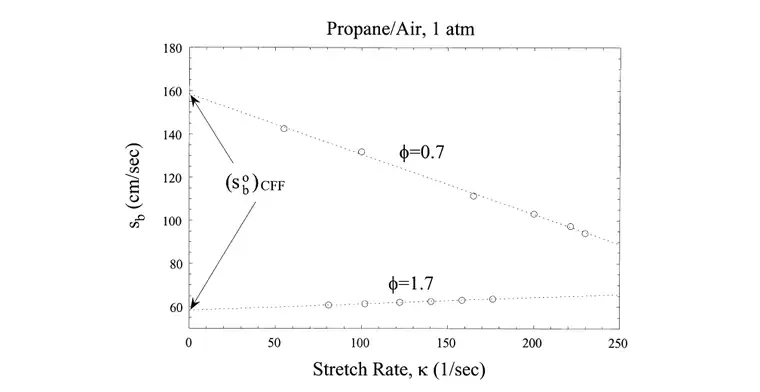 Propane/Air, 1 atm
180
160
140
120
100
80
60
s_b (cm/sec)
ϕ=0.7
(s_b^o)_CFF
ϕ=1.7
0 50 100 150 200 250
Stretch Rate, κ (1/sec)